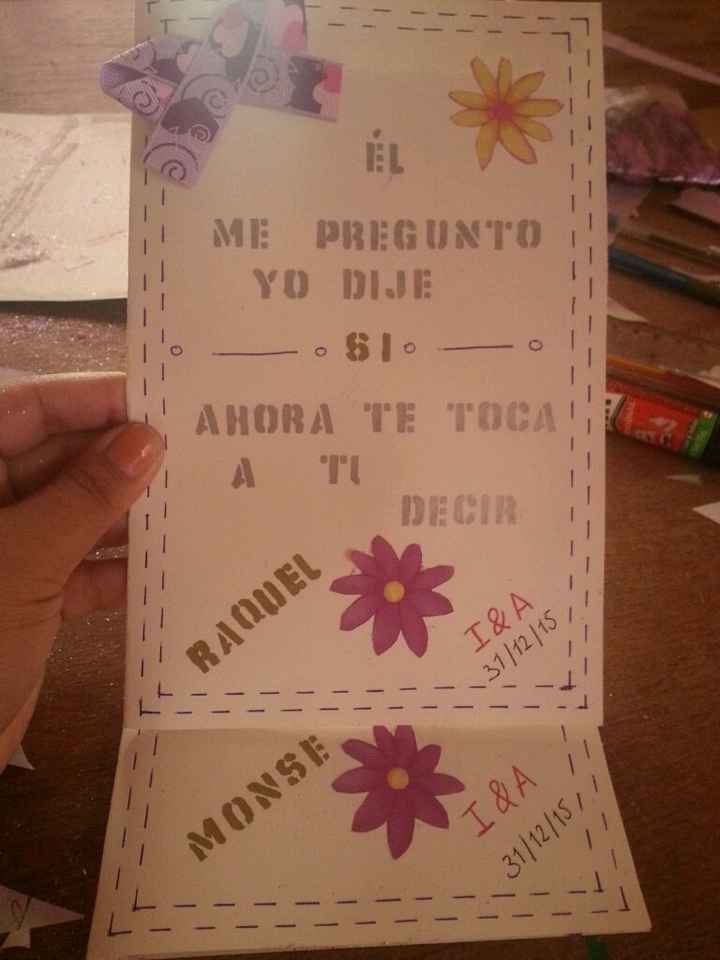 ÉL
ME PREGUNTO
YO DIJE
SI
AHORA TE TOCA
A TI
DECIR
RAQUEL
I&A
31/12/15
MONSE
I&A
31/12/15